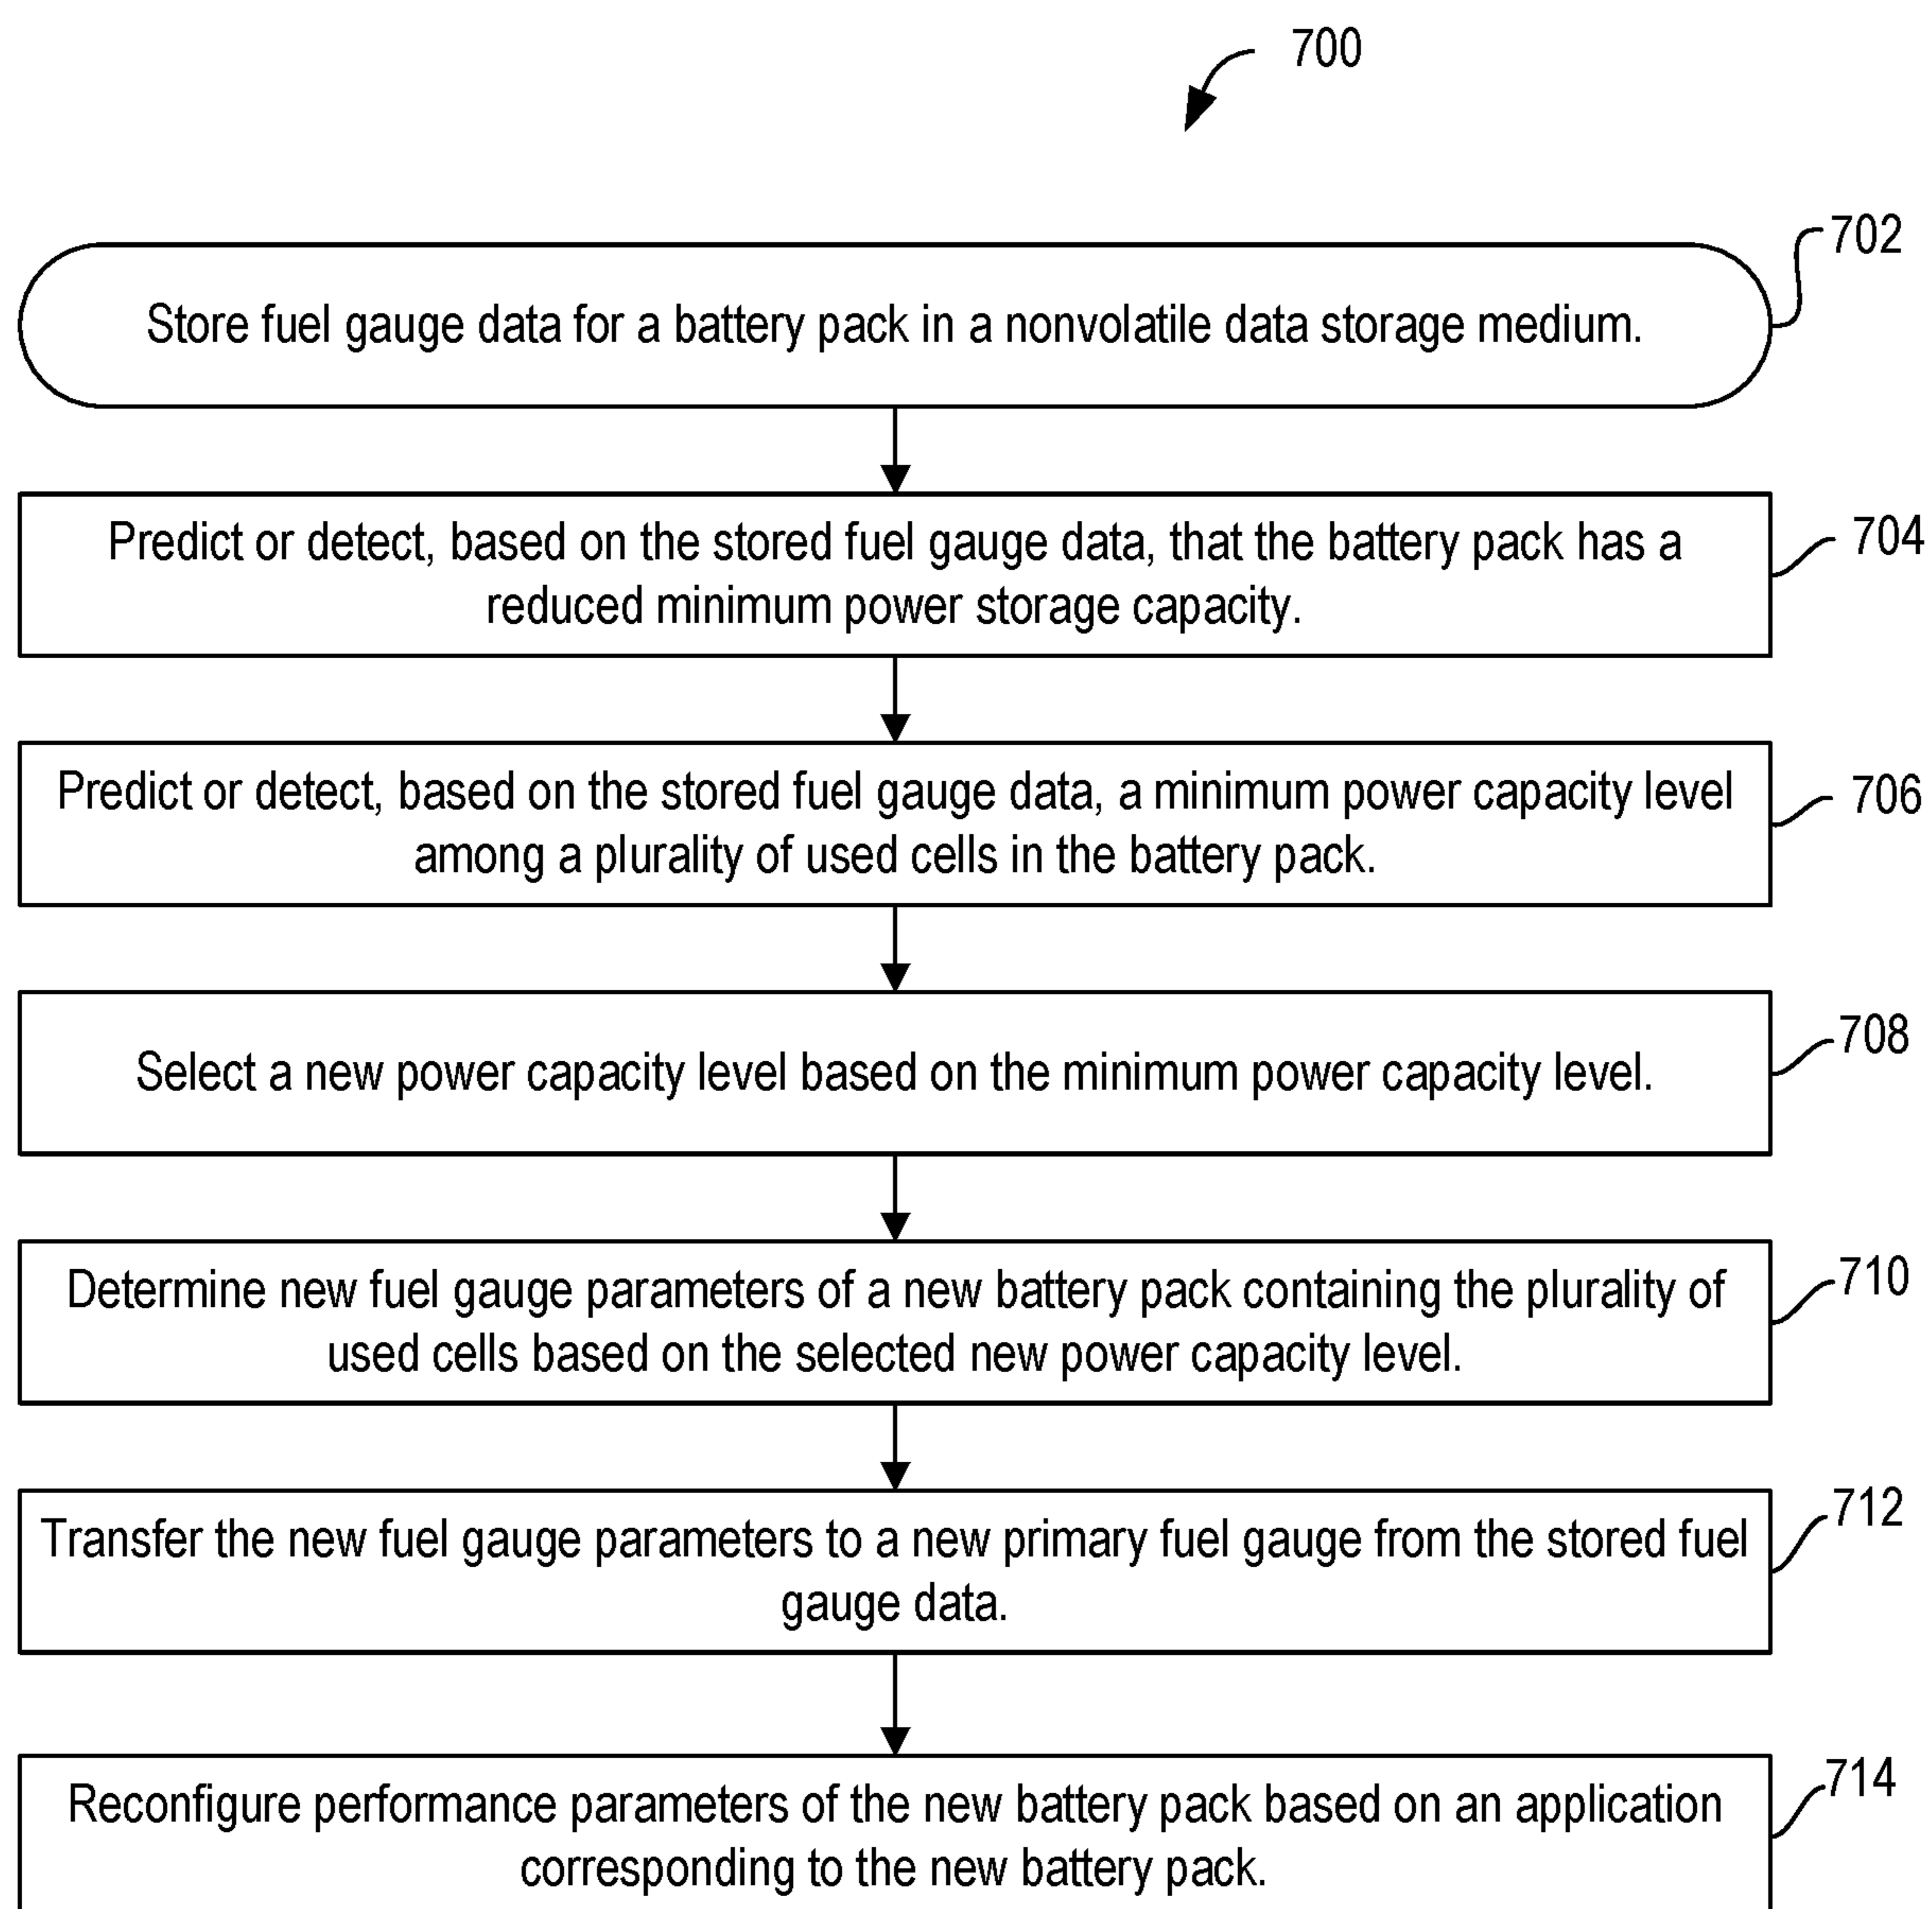 700
702
Store fuel gauge data for a battery pack in a nonvolatile data storage medium.
704
Predict or detect, based on the stored fuel gauge data, that the battery pack has a
reduced minimum power storage capacity.
706
Predict or detect, based on the stored fuel gauge data, a minimum power capacity level
among a plurality of used cells in the battery pack.
708
Select a new power capacity level based on the minimum power capacity level.
710
Determine new fuel gauge parameters of a new battery pack containing the plurality of
used cells based on the selected new power capacity level.
712
Transfer the new fuel gauge parameters to a new primary fuel gauge from the stored fuel
gauge data.
714
Reconfigure performance parameters of the new battery pack based on an application
corresponding to the new battery pack.